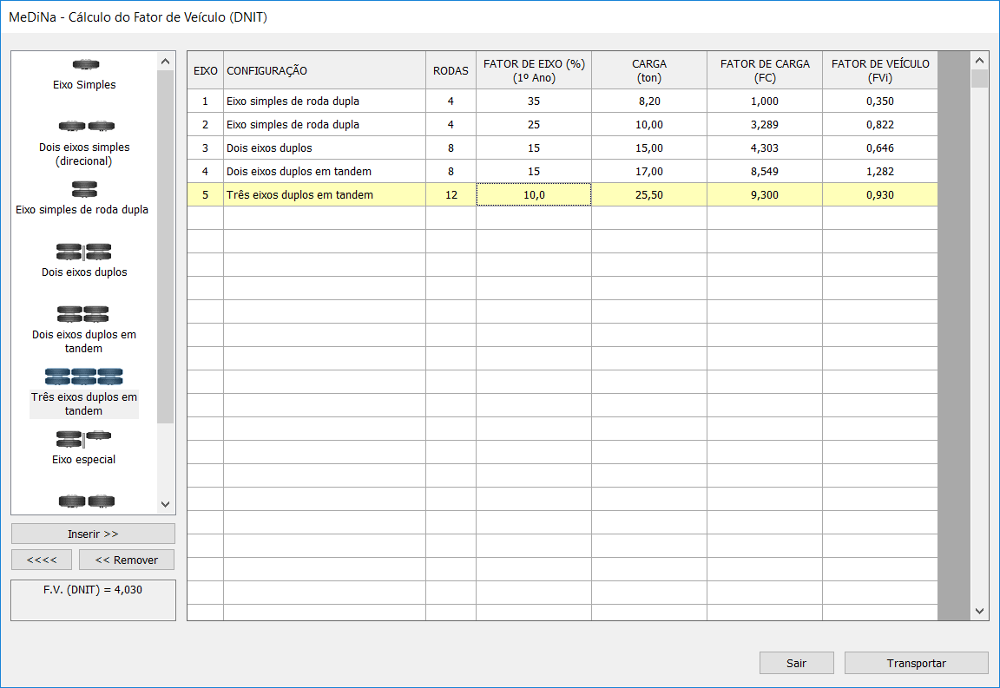 MeDiNa - Cálculo do Fator de Veículo (DNIT)
Eixo Simples
Dois eixos simples
(direcional)
Eixo simples de roda dupla
Dois eixos duplos
Dois eixos duplos em
tandem
Três eixos duplos em
tandem
Eixo especial
Inserir >>
<<<<
<< Remover
F.V. (DNIT) = 4,030
EIXO CONFIGURAÇÃO RODAS FATOR DE EIXO (%) CARGA FATOR DE CARGA FATOR DE VEÍCULO
(1º Ano) (ton) (FC) (FVi)
1 Eixo simples de roda dupla 4 35 8,20 1,000 0,350
2 Eixo simples de roda dupla 4 25 10,00 3,289 0,822
3 Dois eixos duplos 8 15 15,00 4,303 0,646
4 Dois eixos duplos em tandem 8 15 17,00 8,549 1,282
5 Três eixos duplos em tandem 12 10,0 25,50 9,300 0,930
Sair
Transportar